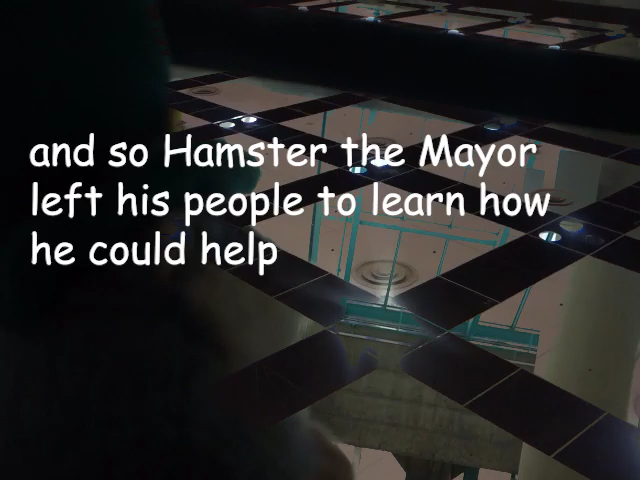 and so Hamster the Mayor
left his people to learn how
he could help